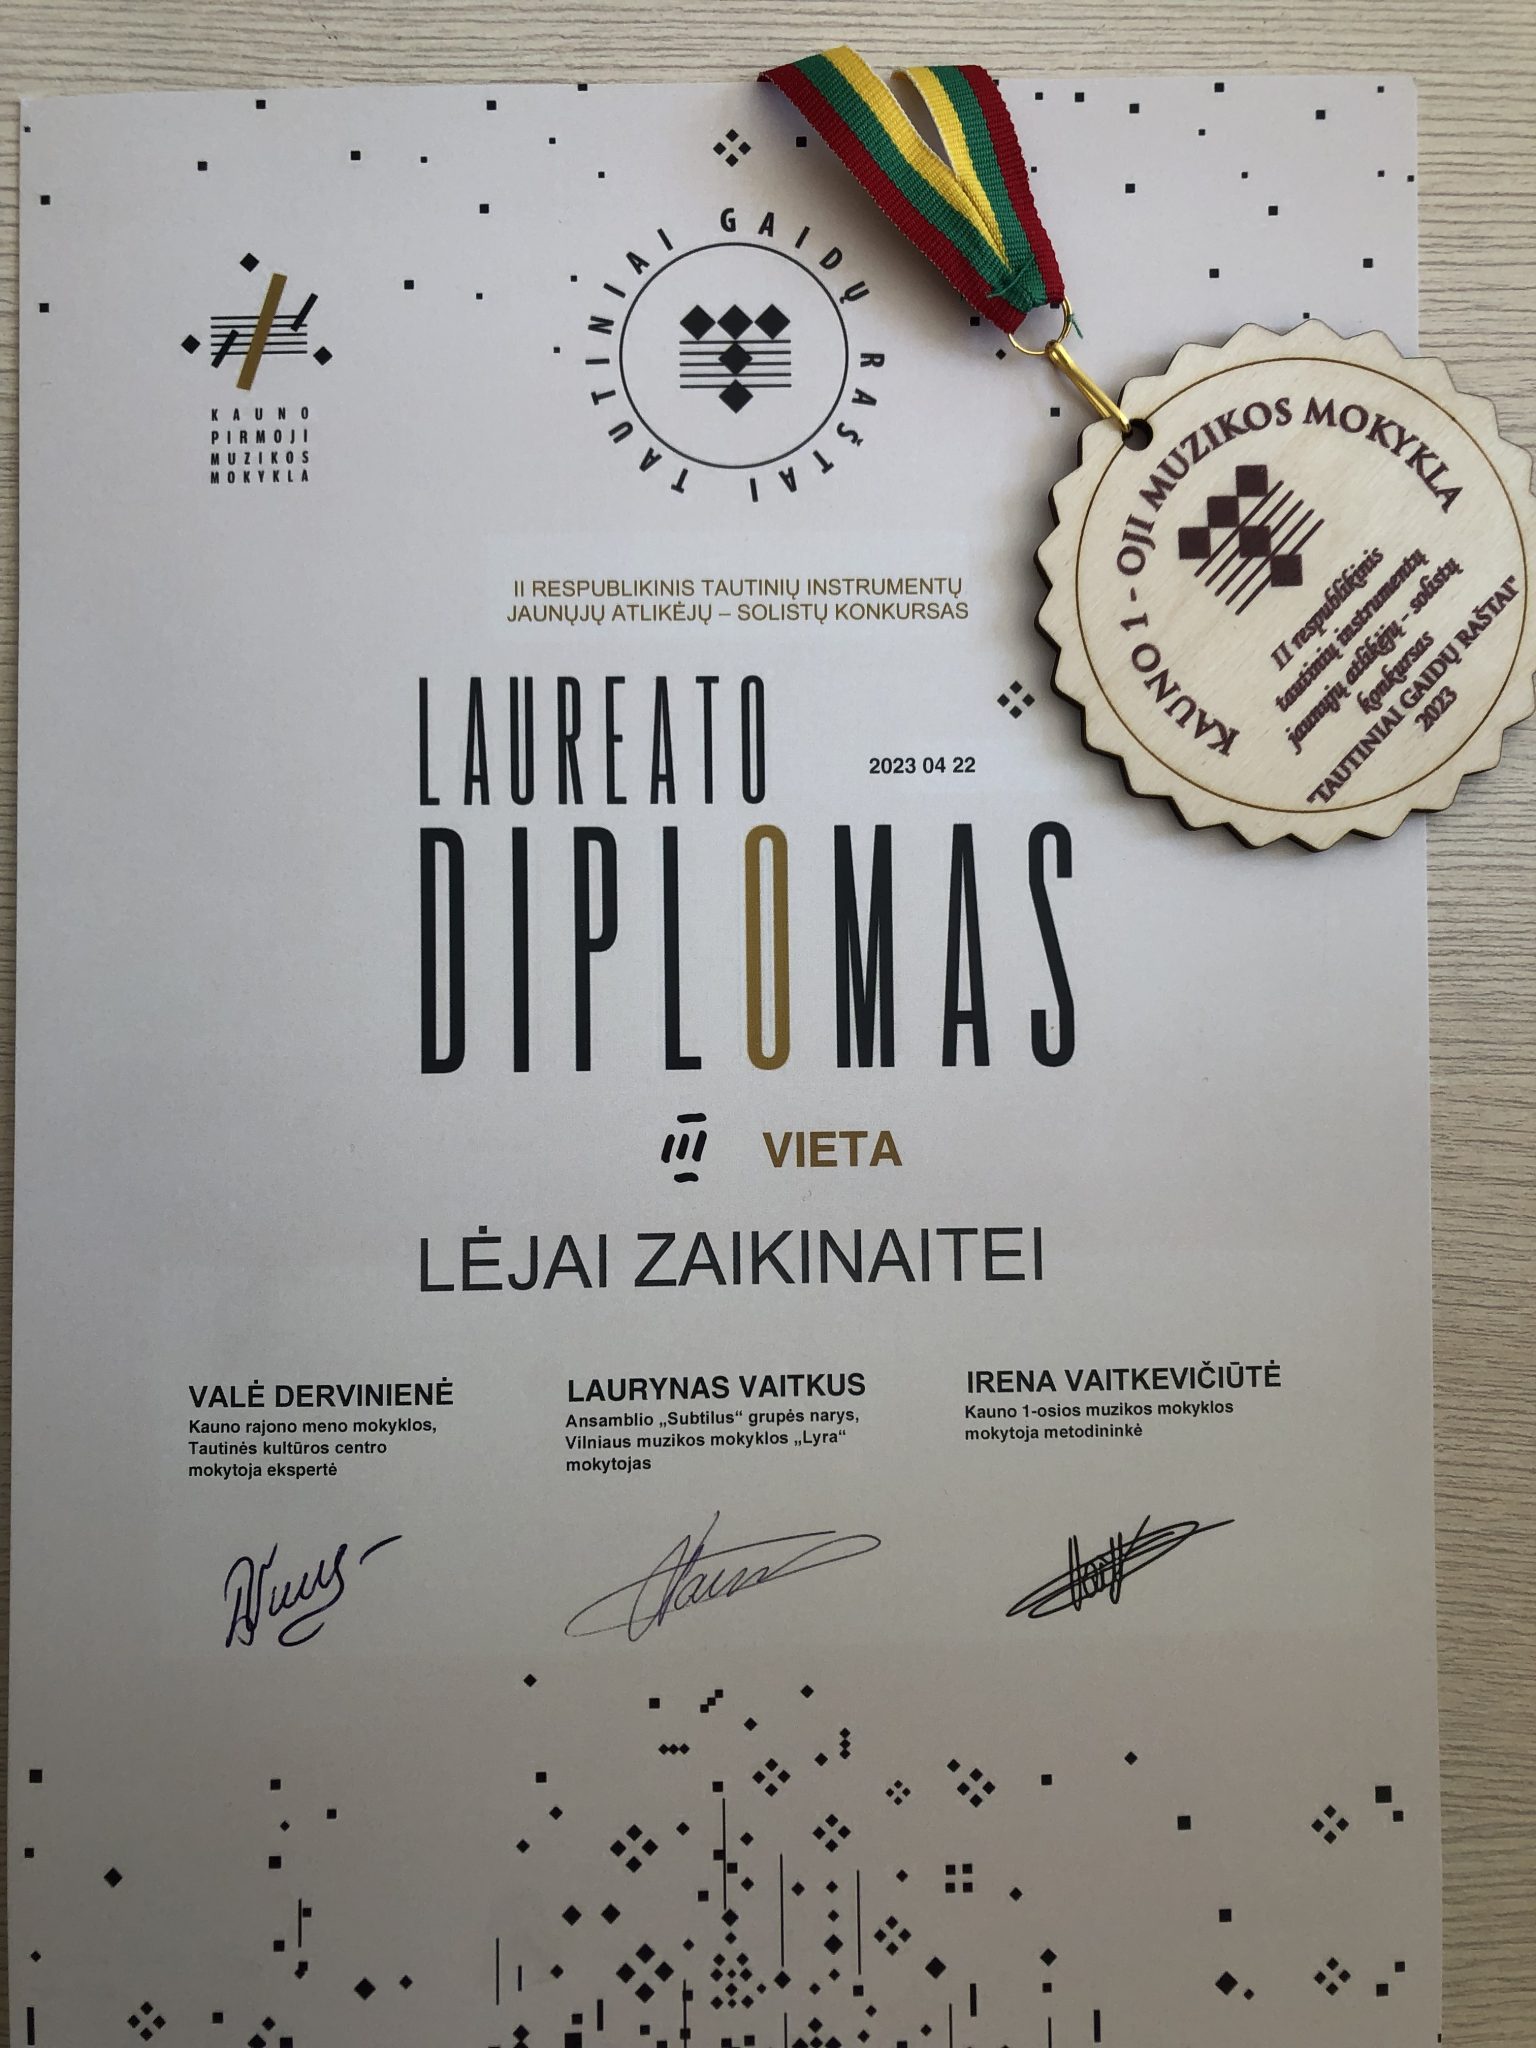 TAUTINIAI GAIDŲ RAŠTAI
KAUNO
PIRMOJI
MUZIKOS
MOKYKLA
KAUNO 1 - OJI MUZIKOS MOKYKLA
II respublikinis
tautinių instrumentų
jaunųjų atlikėjų - solistų
konkursas
"TAUTINIAI GAIDŲ RAŠTAI"
2023
II RESPUBLIKINIS TAUTINIŲ INSTRUMENTŲ
JAUNŲJŲ ATLIKĖJŲ – SOLISTŲ KONKURSAS
LAUREATO
2023 04 22
DIPLOMAS
III VIETA
LĖJAI ZAIKINAITEI
VALĖ DERVINIENĖ
Kauno rajono meno mokyklos,
Tautinės kultūros centro
mokytoja ekspertė
LAURYNAS VAITKUS
Ansamblio „Subtilus“ grupės narys,
Vilniaus muzikos mokyklos „Lyra“
mokytojas
IRENA VAITKEVIČIŪTĖ
Kauno 1-osios muzikos mokyklos
mokytoja metodininkė